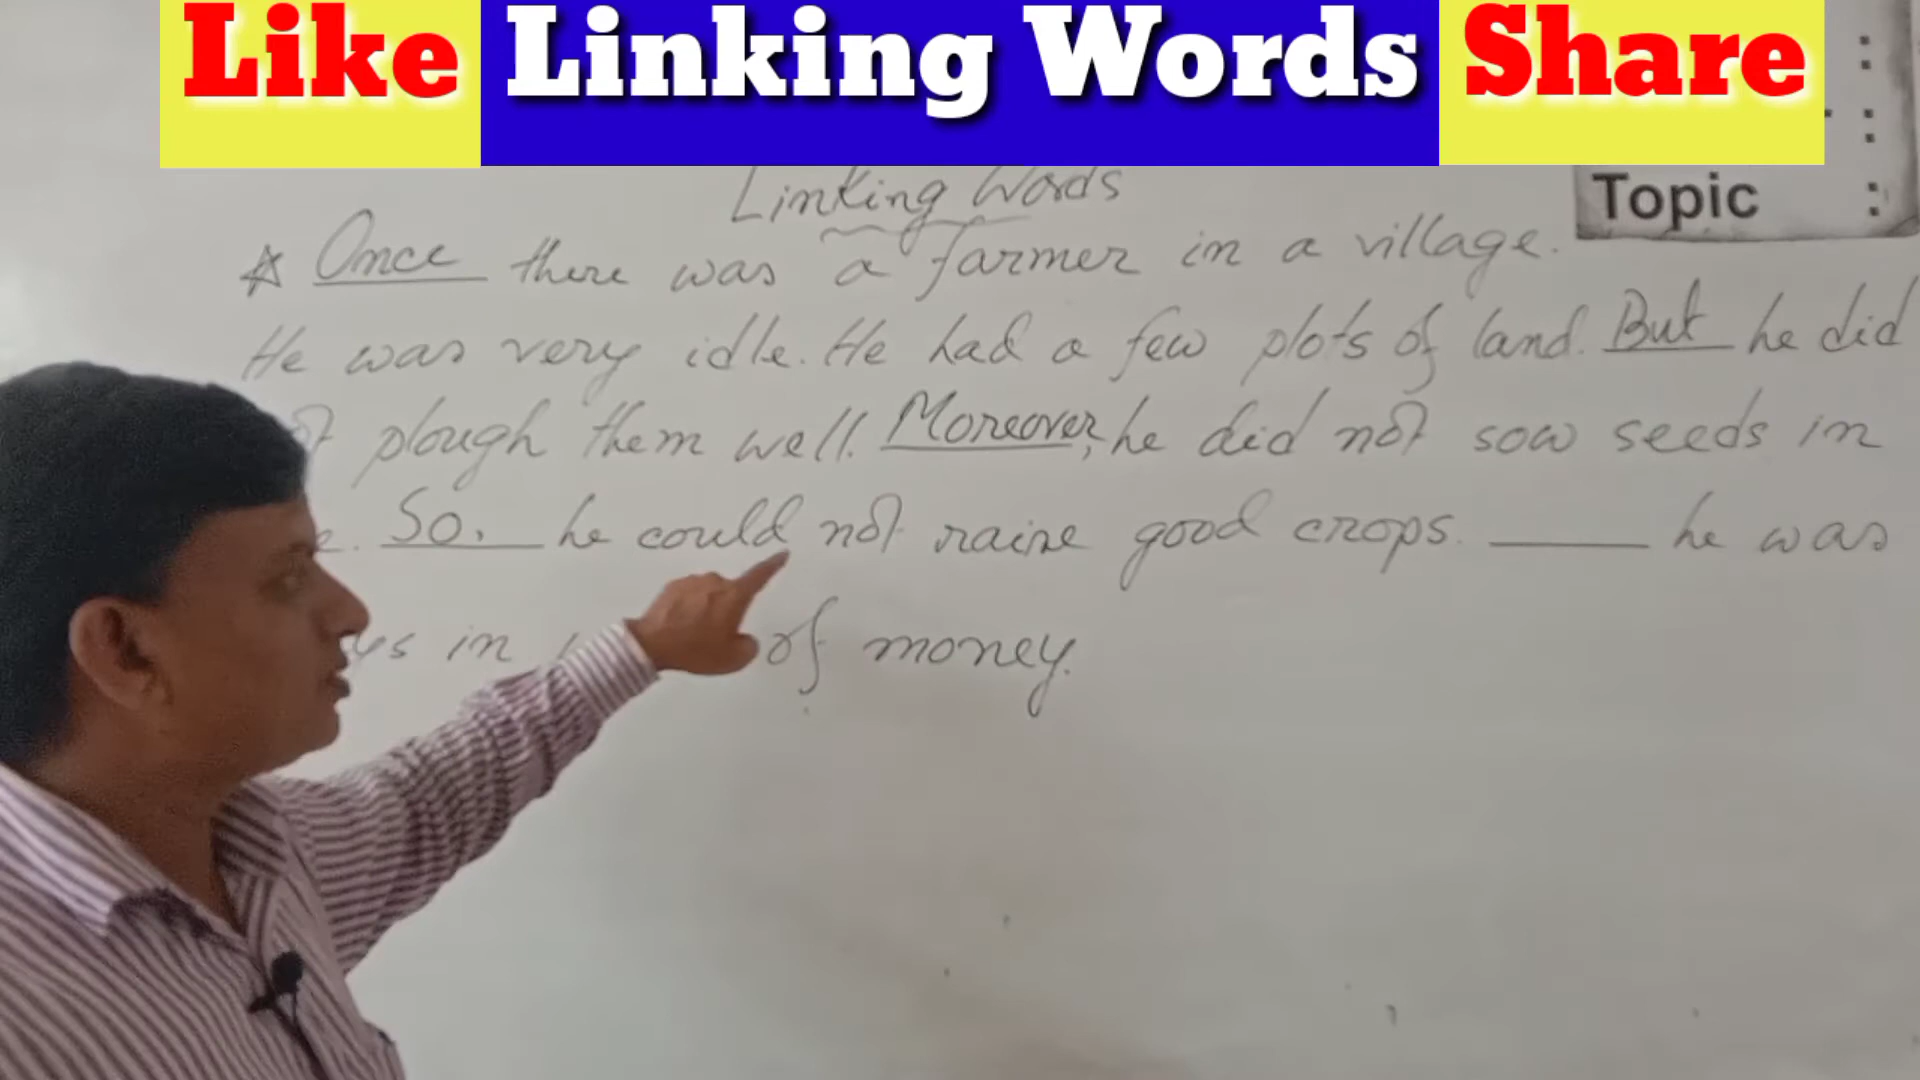 Like Linking Words Share
Topic :
Linking Words
☆ Once there was a farmer in a village.
He was very idle. He had a few plots of land. But he did
plough them well. Moreover, he did not sow seeds in
So, he could not raise good crops. ____ he was
in of money.